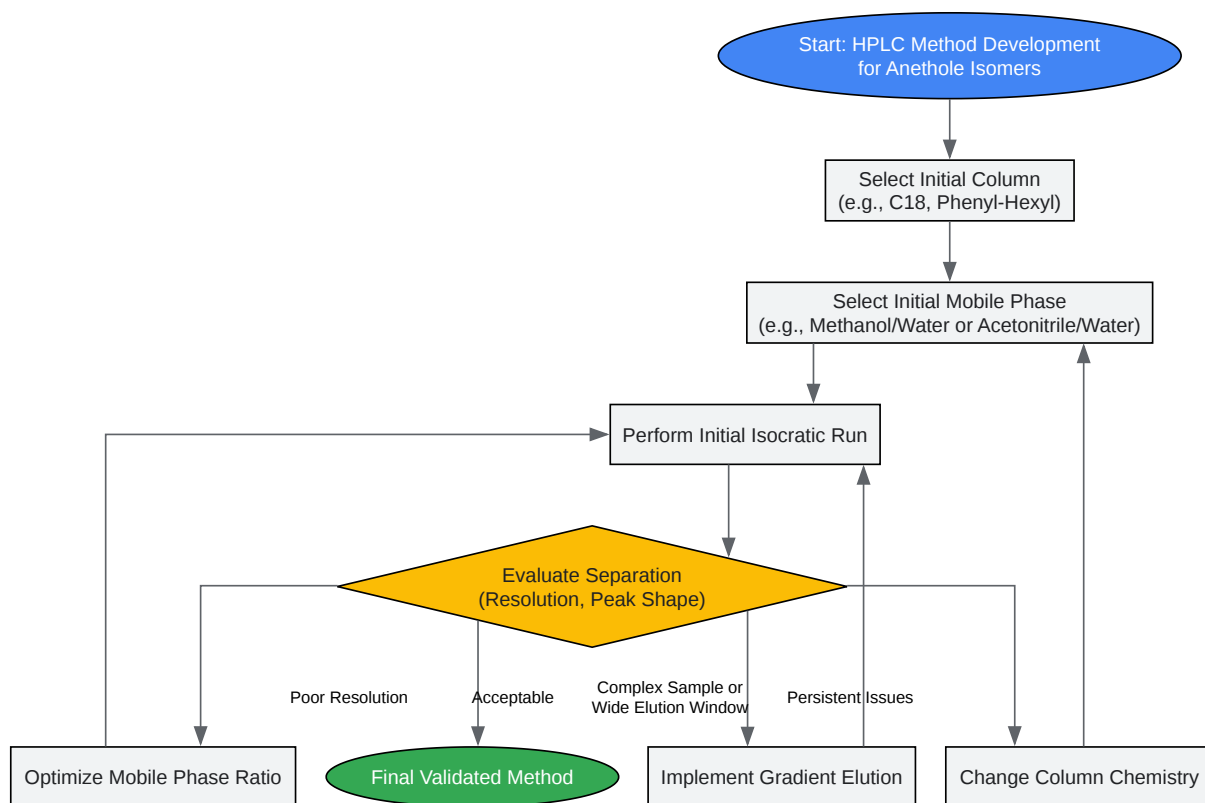 Start: HPLC Method Development
for Anethole Isomers
Select Initial Column
(e.g., C18, Phenyl-Hexyl)
Select Initial Mobile Phase
(e.g., Methanol/Water or Acetonitrile/Water)
Perform Initial Isocratic Run
Evaluate Separation
(Resolution, Peak Shape)
Poor Resolution
Acceptable
Complex Sample or
Wide Elution Window
Persistent Issues
Optimize Mobile Phase Ratio
Final Validated Method
Implement Gradient Elution
Change Column Chemistry